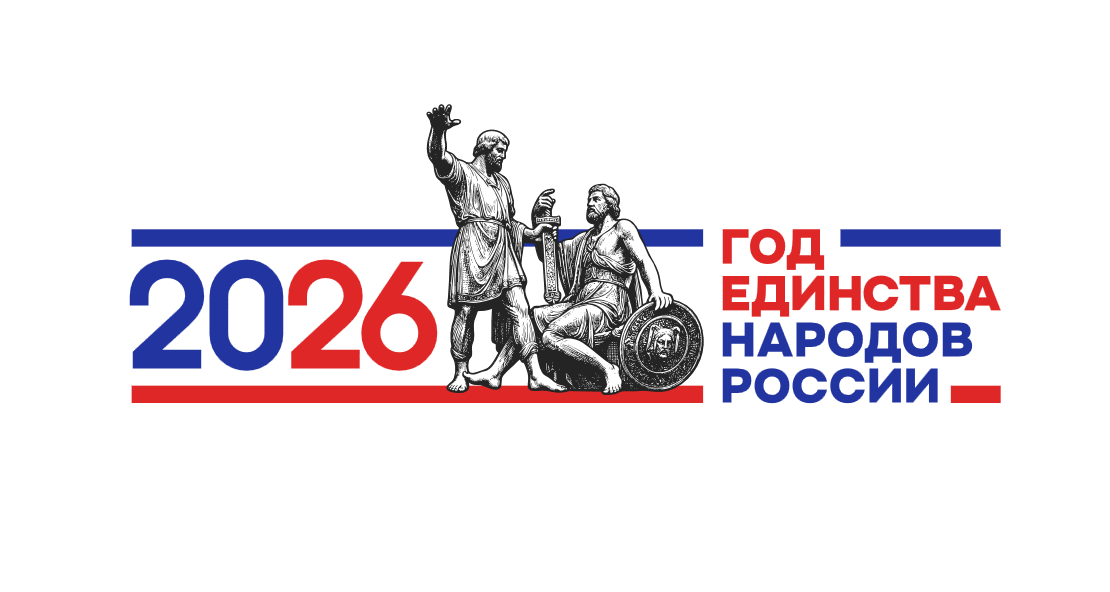 2026
ГОД
ЕДИНСТВА
НАРОДОВ
РОССИИ